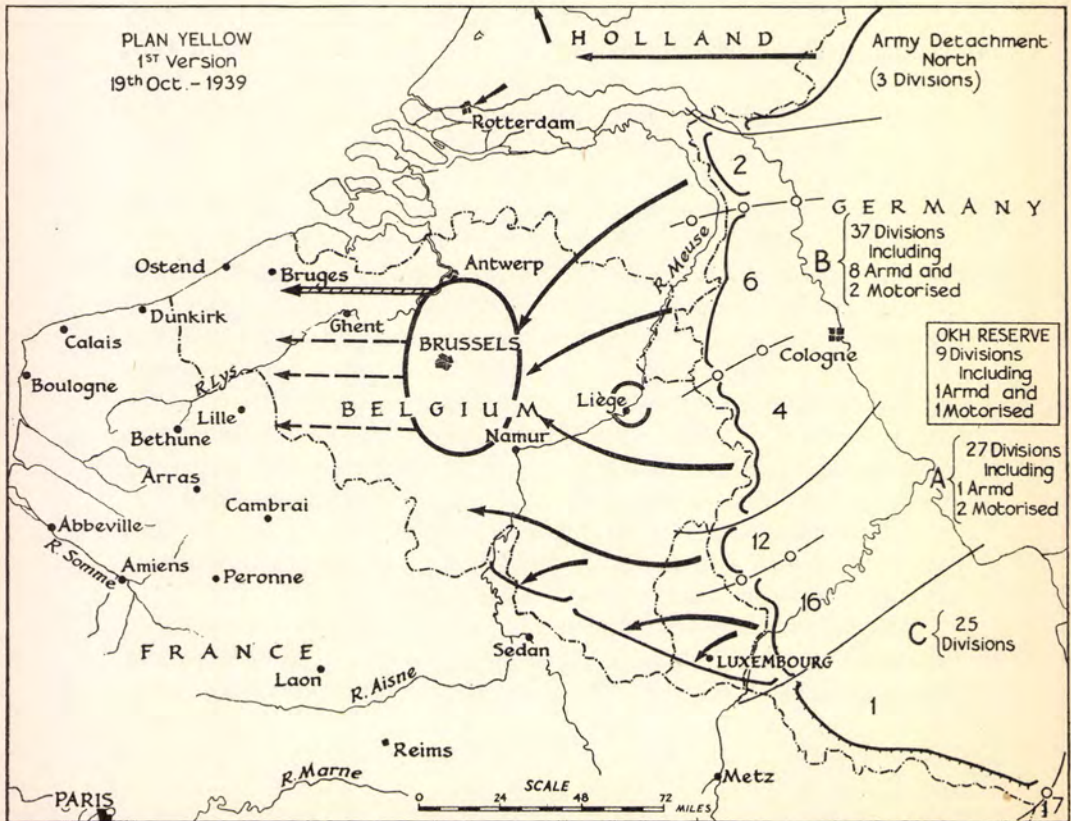 PLAN YELLOW
1ST Version
19th Oct. - 1939
HOLLAND
Army Detachment
North
(3 Divisions)
Rotterdam
2
GERMANY
B
37 Divisions
Including
8 Armd and
2 Motorised
R. Meuse
6
Ostend
Bruges
Antwerp
Dunkirk
Ghent
Calais
BRUSSELS
Cologne
OKH RESERVE
9 Divisions
Including
1 Armd and
1 Motorised
Boulogne
R. Lys
Lille
BELGIUM
Liège
4
Bethune
Namur
A
27 Divisions
Including
1 Armd
2 Motorised
Arras
Cambrai
Abbeville
R. Somme
Amiens
Peronne
12
16
C
25
Divisions
FRANCE
Sedan
LUXEMBOURG
Laon
R. Aisne
1
Reims
Metz
R. Marne
PARIS
SCALE
0 24 48 72
MILES
7